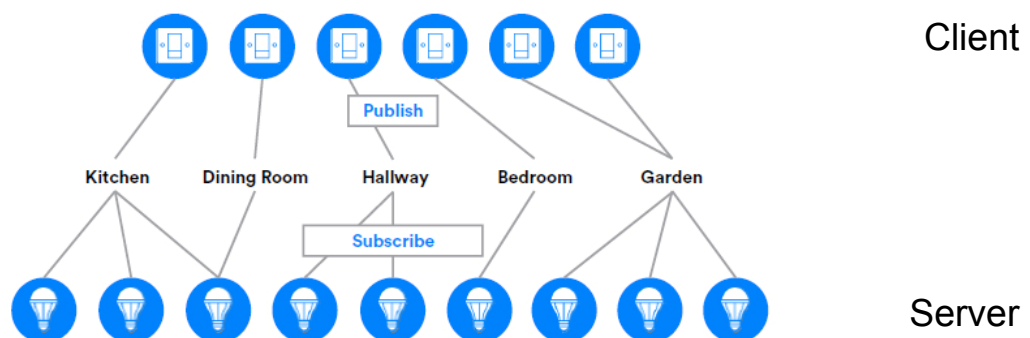 Client
Publish
Kitchen Dining Room Hallway Bedroom Garden
Subscribe
Server